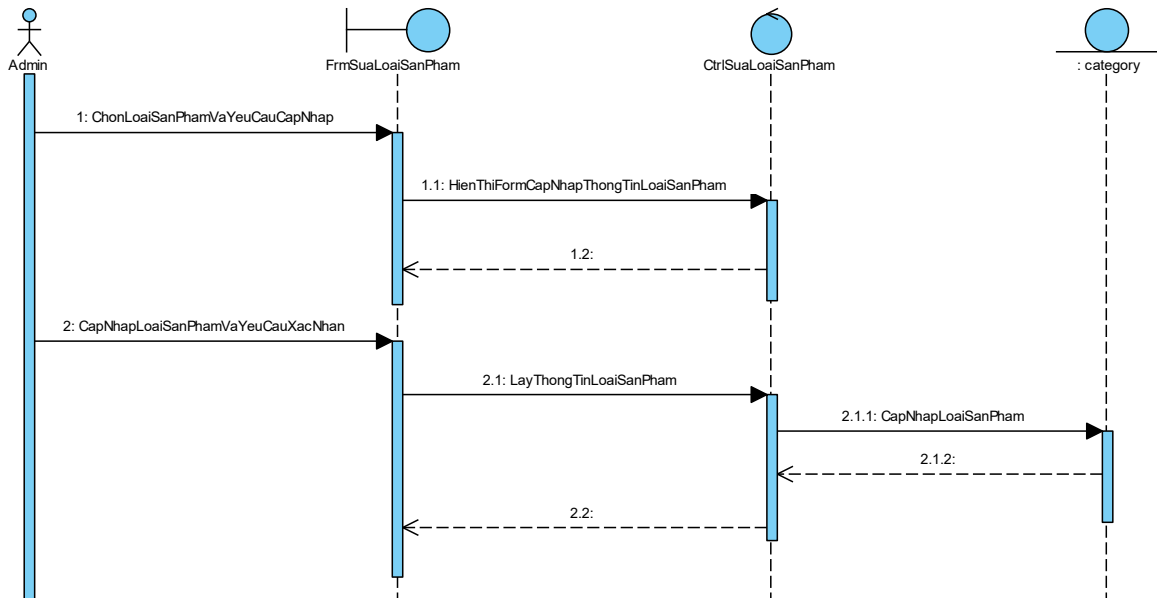 Admin
FrmSuaLoaiSanPham
CtrlSuaLoaiSanPham
: category
1: ChonLoaiSanPhamVaYeuCauCapNhap
1.1: HienThiFormCapNhapThongTinLoaiSanPham
1.2:
2: CapNhapLoaiSanPhamVaYeuCauXacNhan
2.1: LayThongTinLoaiSanPham
2.1.1: CapNhapLoaiSanPham
2.1.2:
2.2: